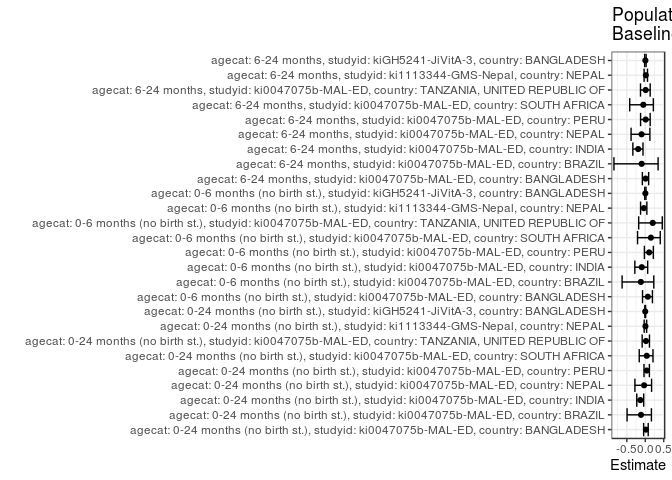 Populat
Baselin
agecat: 6-24 months, studyid: kiGH5241-JiVitA-3, country: BANGLADESH
agecat: 6-24 months, studyid: ki1113344-GMS-Nepal, country: NEPAL
agecat: 6-24 months, studyid: ki0047075b-MAL-ED, country: TANZANIA, UNITED REPUBLIC OF
agecat: 6-24 months, studyid: ki0047075b-MAL-ED, country: SOUTH AFRICA
agecat: 6-24 months, studyid: ki0047075b-MAL-ED, country: PERU
agecat: 6-24 months, studyid: ki0047075b-MAL-ED, country: NEPAL
agecat: 6-24 months, studyid: ki0047075b-MAL-ED, country: INDIA
agecat: 6-24 months, studyid: ki0047075b-MAL-ED, country: BRAZIL
agecat: 6-24 months, studyid: ki0047075b-MAL-ED, country: BANGLADESH
agecat: 0-6 months (no birth st.), studyid: kiGH5241-JiVitA-3, country: BANGLADESH
agecat: 0-6 months (no birth st.), studyid: ki1113344-GMS-Nepal, country: NEPAL
agecat: 0-6 months (no birth st.), studyid: ki0047075b-MAL-ED, country: TANZANIA, UNITED REPUBLIC OF
agecat: 0-6 months (no birth st.), studyid: ki0047075b-MAL-ED, country: SOUTH AFRICA
agecat: 0-6 months (no birth st.), studyid: ki0047075b-MAL-ED, country: PERU
agecat: 0-6 months (no birth st.), studyid: ki0047075b-MAL-ED, country: INDIA
agecat: 0-6 months (no birth st.), studyid: ki0047075b-MAL-ED, country: BRAZIL
agecat: 0-6 months (no birth st.), studyid: ki0047075b-MAL-ED, country: BANGLADESH
agecat: 0-24 months (no birth st.), studyid: kiGH5241-JiVitA-3, country: BANGLADESH
agecat: 0-24 months (no birth st.), studyid: ki1113344-GMS-Nepal, country: NEPAL
agecat: 0-24 months (no birth st.), studyid: ki0047075b-MAL-ED, country: TANZANIA, UNITED REPUBLIC OF
agecat: 0-24 months (no birth st.), studyid: ki0047075b-MAL-ED, country: SOUTH AFRICA
agecat: 0-24 months (no birth st.), studyid: ki0047075b-MAL-ED, country: PERU
agecat: 0-24 months (no birth st.), studyid: ki0047075b-MAL-ED, country: NEPAL
agecat: 0-24 months (no birth st.), studyid: ki0047075b-MAL-ED, country: INDIA
agecat: 0-24 months (no birth st.), studyid: ki0047075b-MAL-ED, country: BRAZIL
agecat: 0-24 months (no birth st.), studyid: ki0047075b-MAL-ED, country: BANGLADESH
-0.5 0.0 0.5
Estimate